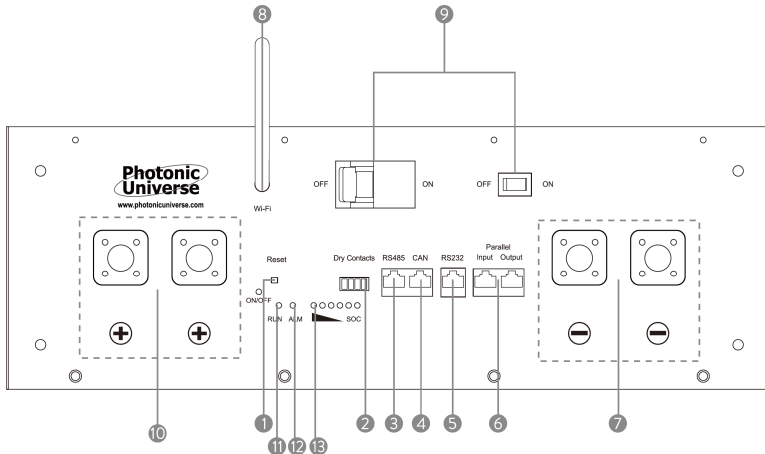 8
9
Photonic
Universe
www.photonicuniverse.com
Wi-Fi
OFF
ON
OFF
ON
Reset
Dry Contacts
RS485
CAN
RS232
Parallel
Input
Output
ON/OFF
RUN
ALM
SOC
10
1
11
12
13
2
3
4
5
6
7